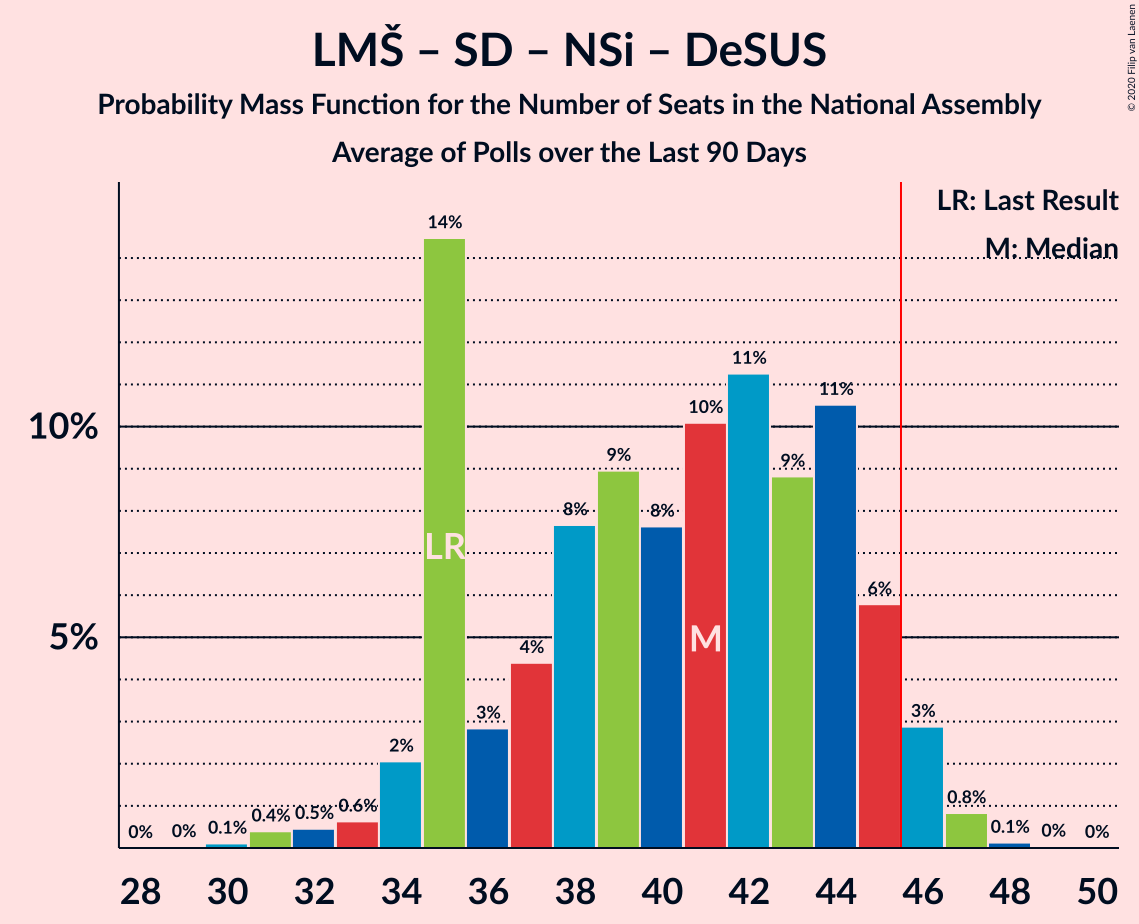 LMŠ – SD – NSi – DeSUS
Probability Mass Function for the Number of Seats in the National Assembly
Average of Polls over the Last 90 Days
© 2020 Filip van Laenen
LR: Last Result
M: Median
10%
5%
0%
0%
0.1%
0.4%
0.5%
0.6%
2%
14%
3%
4%
8%
9%
8%
10%
11%
9%
11%
6%
3%
0.8%
0.1%
0%
0%
LR
M
28 30 32 34 36 38 40 42 44 46 48 50